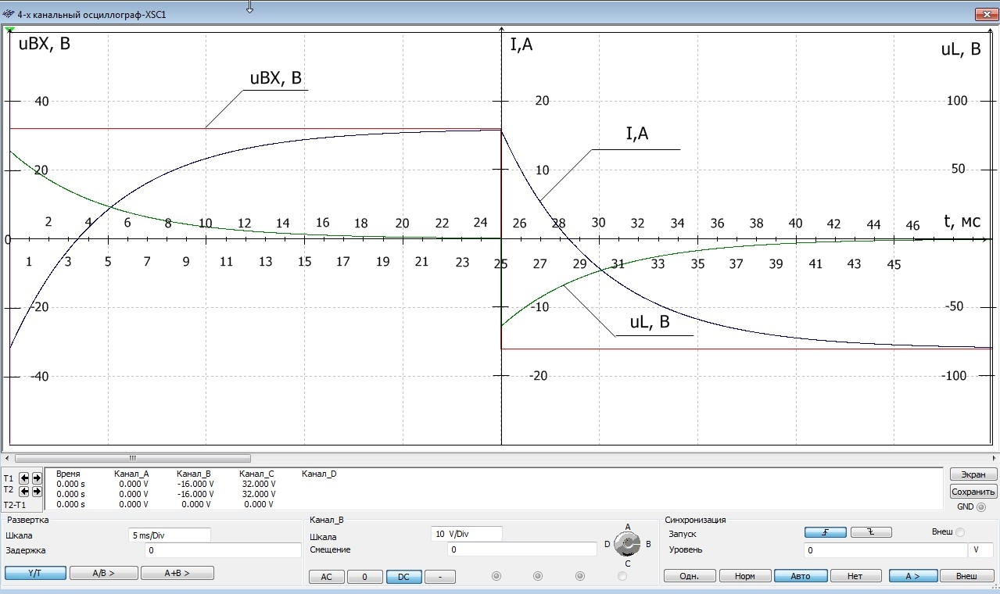 4-х канальный осциллограф-XSC1
uВХ, В I,А uL, В
uВХ, В
40 20 100
I,А
20 10 50
2 4 6 8 10 12 14 16 18 20 22 24 26 28 30 32 34 36 38 40 42 44 46 t, мс
0
1 3 5 7 9 11 13 15 17 19 21 23 25 27 29 31 33 35 37 39 41 43 45
-20 -10 -50
uL, В
-40 -20 -100
Время Канал_A Канал_B Канал_C Канал_D
T1 0.000 s 0.000 V -16.000 V 32.000 V
T2 0.000 s 0.000 V -16.000 V 32.000 V
T2-T1 0.000 s 0.000 V 0.000 V 0.000 V
Экран
Сохранить
GND
Развертка
Шкала 5 ms/Div
Задержка 0
Y/T A/B > A+B >
Канал_B
Шкала 10 V/Div
Смещение 0
AC 0 DC -
A
D B
C
Синхронизация
Запуск Внеш
Уровень 0 V
Одн. Норм Авто Нет A > Внеш